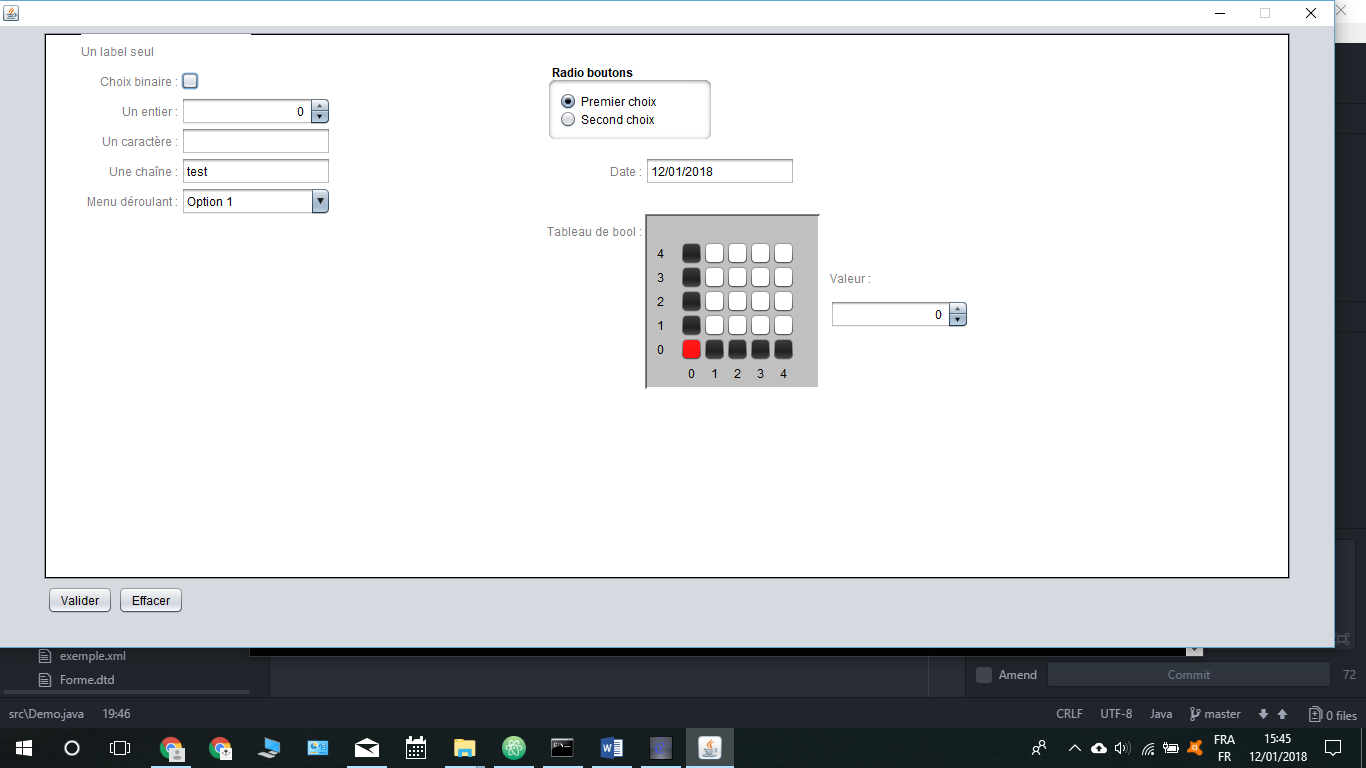 Un label seul
Choix binaire :
Un entier : 0
Un caractère :
Une chaîne : test
Menu déroulant : Option 1
Radio boutons
Premier choix
Second choix
Date : 12/01/2018
Tableau de bool :
4
3
2
1
0
0 1 2 3 4
Valeur :
0
Valider Effacer
exemple.xml
Forme.dtd
Amend Commit 72
src\Demo.java 19:46 CRLF UTF-8 Java master 0 files
FRA
FR
15:45
12/01/2018